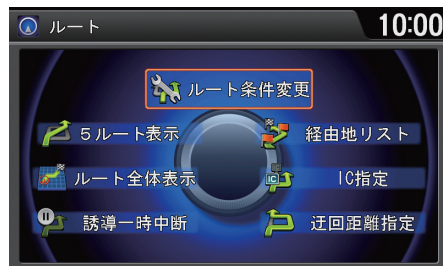 ルート
10:00
ルート条件変更
5ルート表示
経由地リスト
ルート全体表示
IC
IC指定
誘導一時中断
迂回距離指定